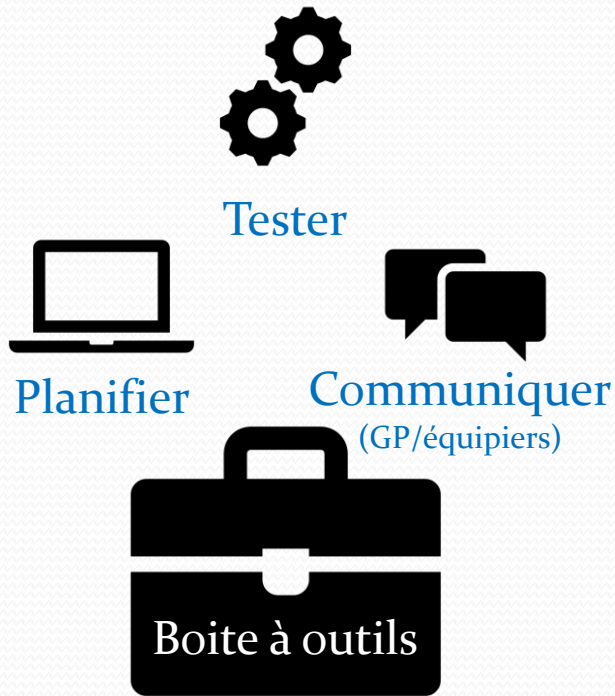 Tester
Planifier
Communiquer
(GP/équipiers)
Boite à outils